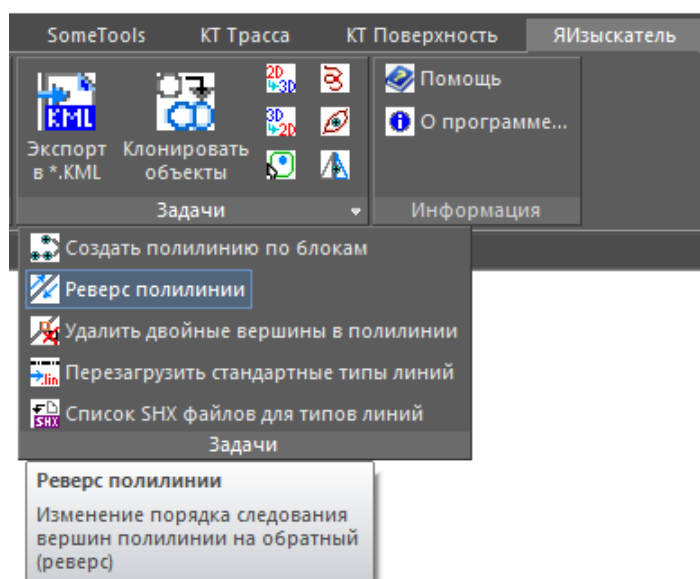 SomeTools КТ Трасса КТ Поверхность ЯИзыскатель
KML
Экспорт
в *.KML
Клонировать
объекты
2D
3D
3D
2D
Помощь
О программе...
Задачи
Информация
Создать полилинию по блокам
Реверс полилинии
Удалить двойные вершины в полилинии
.lin
Перезагрузить стандартные типы линий
SHX
Список SHX файлов для типов линий
Задачи
Реверс полилинии
Изменение порядка следования
вершин полилинии на обратный
(реверс)